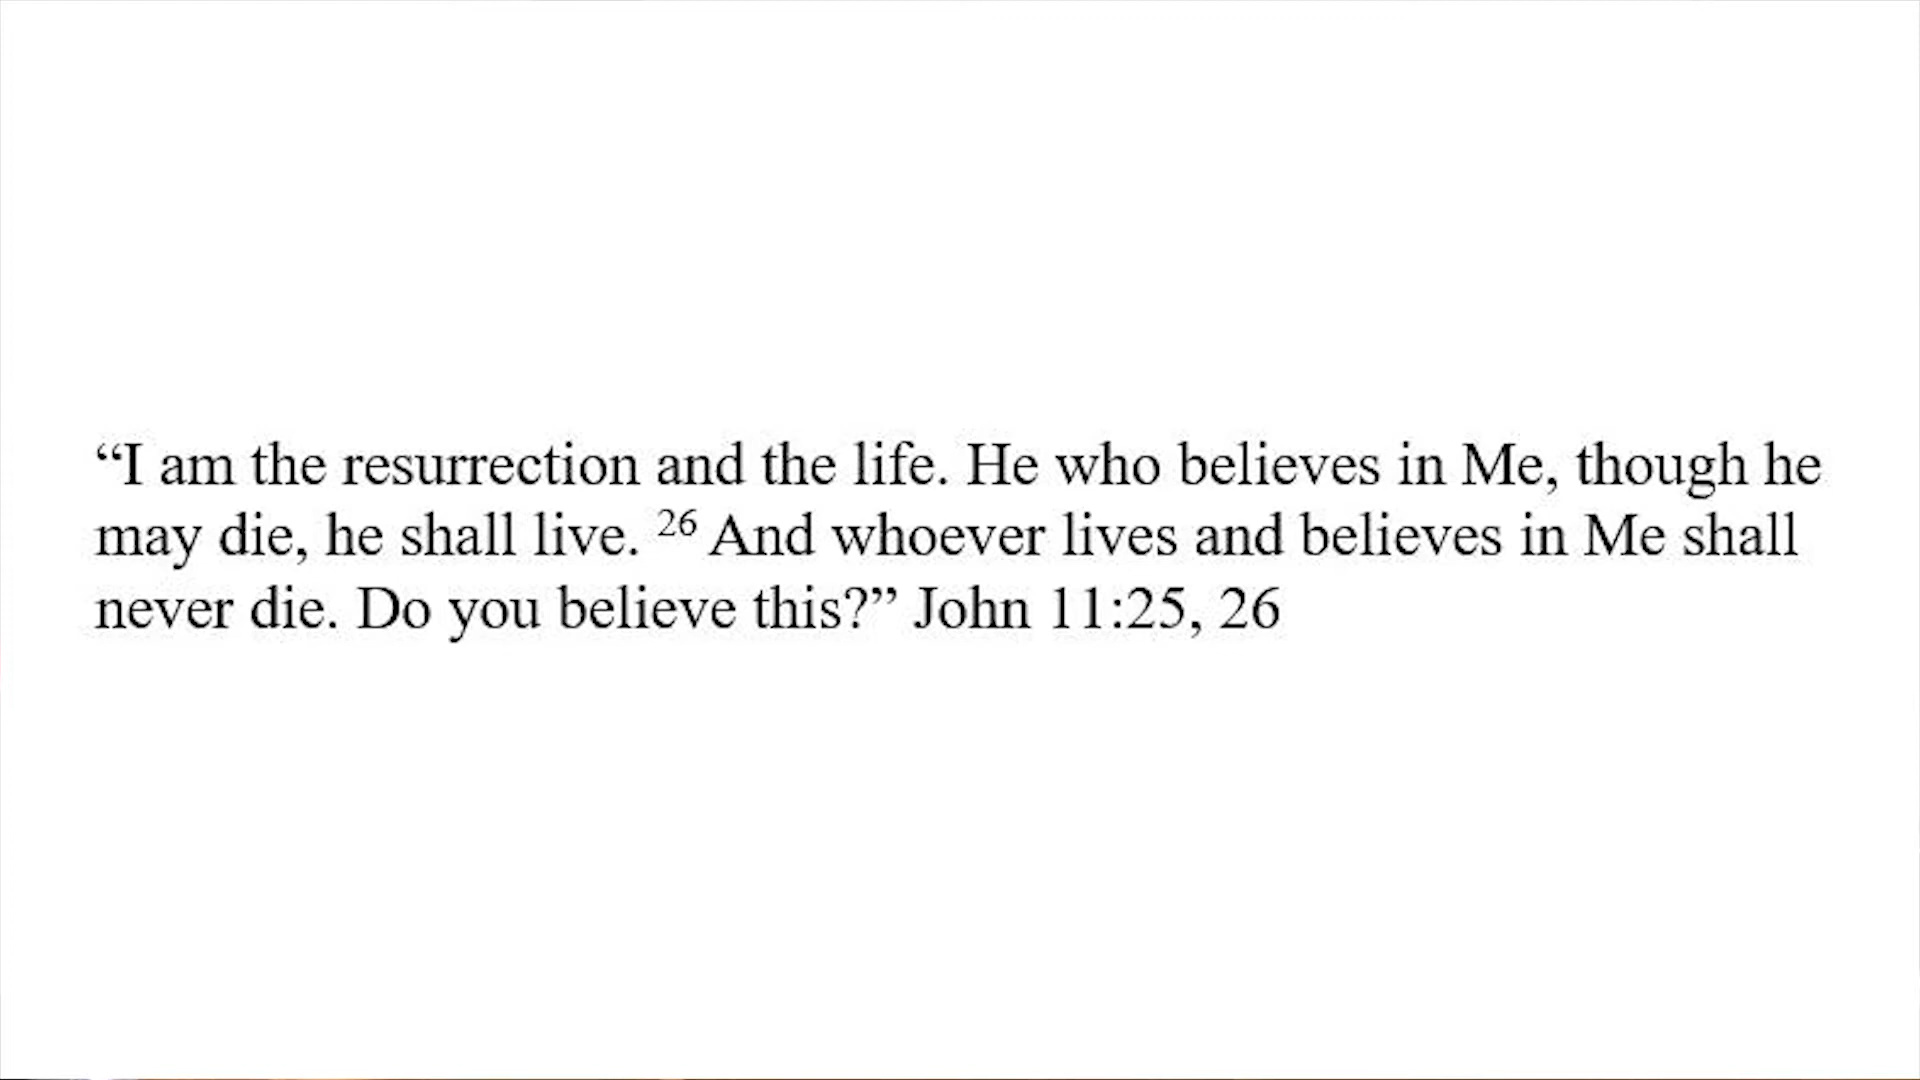 “I am the resurrection and the life. He who believes in Me, though he
may die, he shall live. 26 And whoever lives and believes in Me shall
never die. Do you believe this?” John 11:25, 26